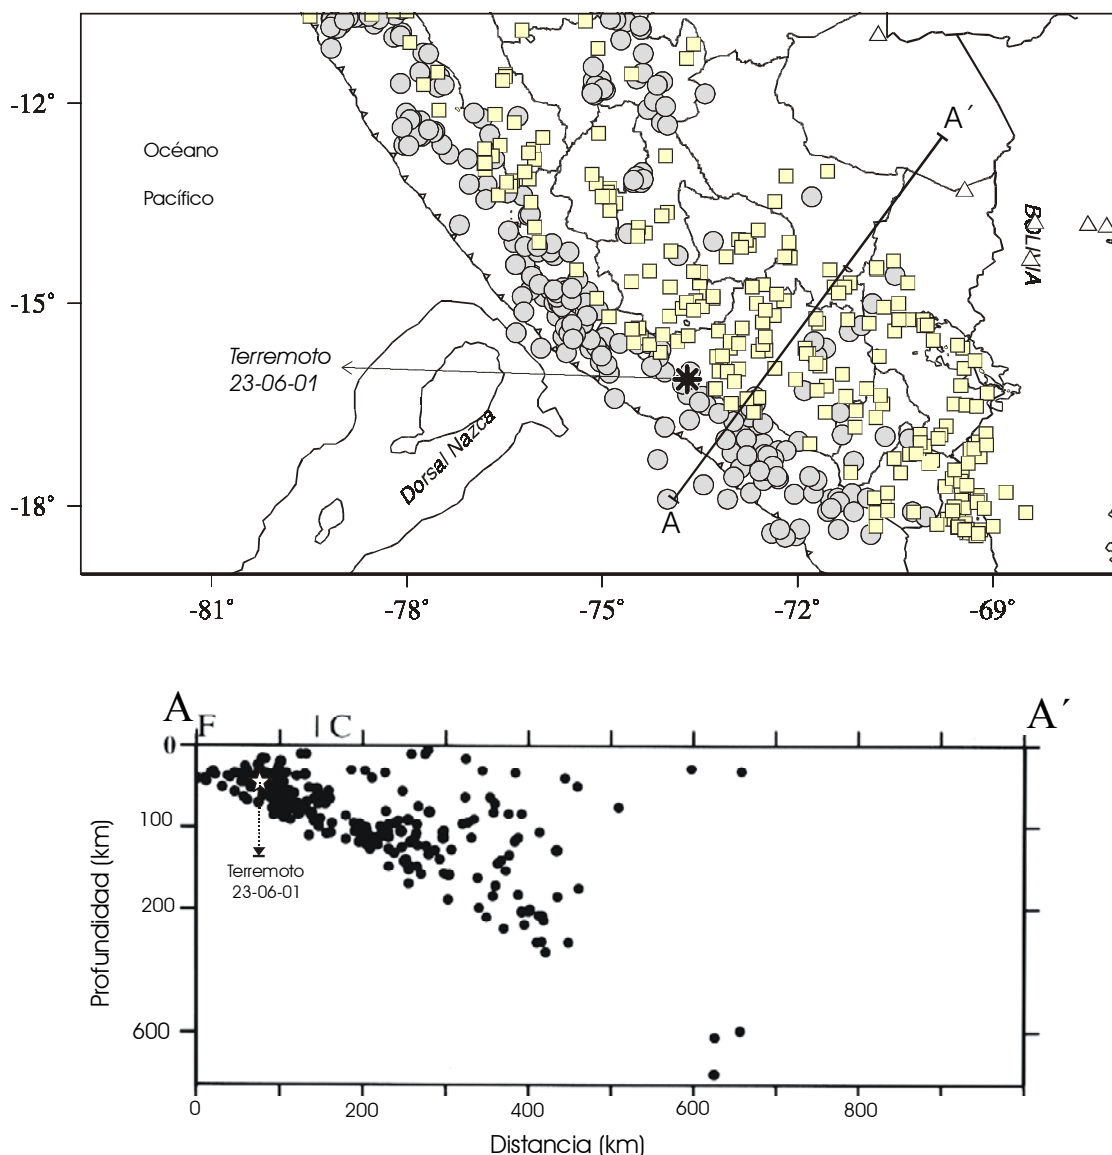 -12°
-15°
-18°
Océano
Pacífico
Terremoto
23-06-01
Dorsal Nazca
A
A´
BOLIVIA
-81°
-78°
-75°
-72°
-69°
A
F
C
A´
0
100
200
600
Profundidad (km)
Terremoto
23-06-01
0
200
400
600
800
Distancia (km)